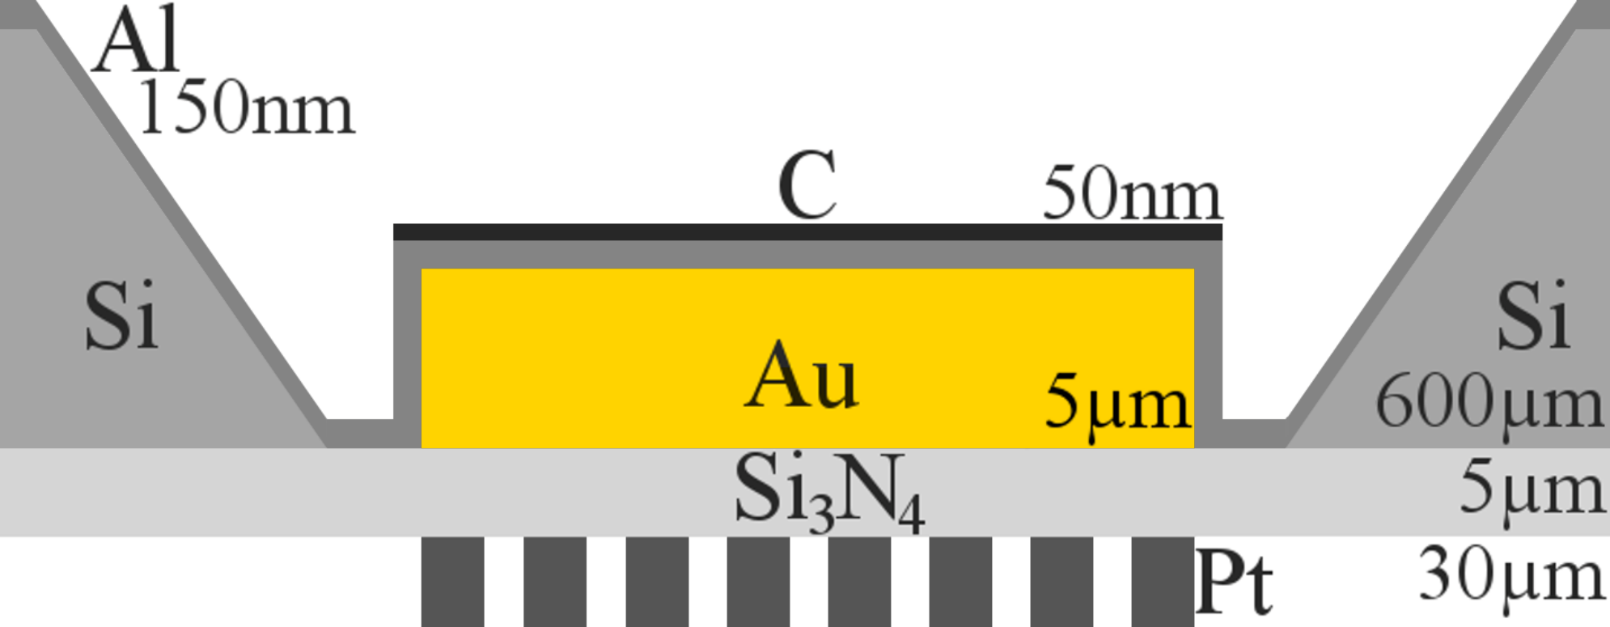 Al
150nm
C
50nm
Si
Si
Au
5µm
600µm
Si₃N₄
5µm
Pt
30µm